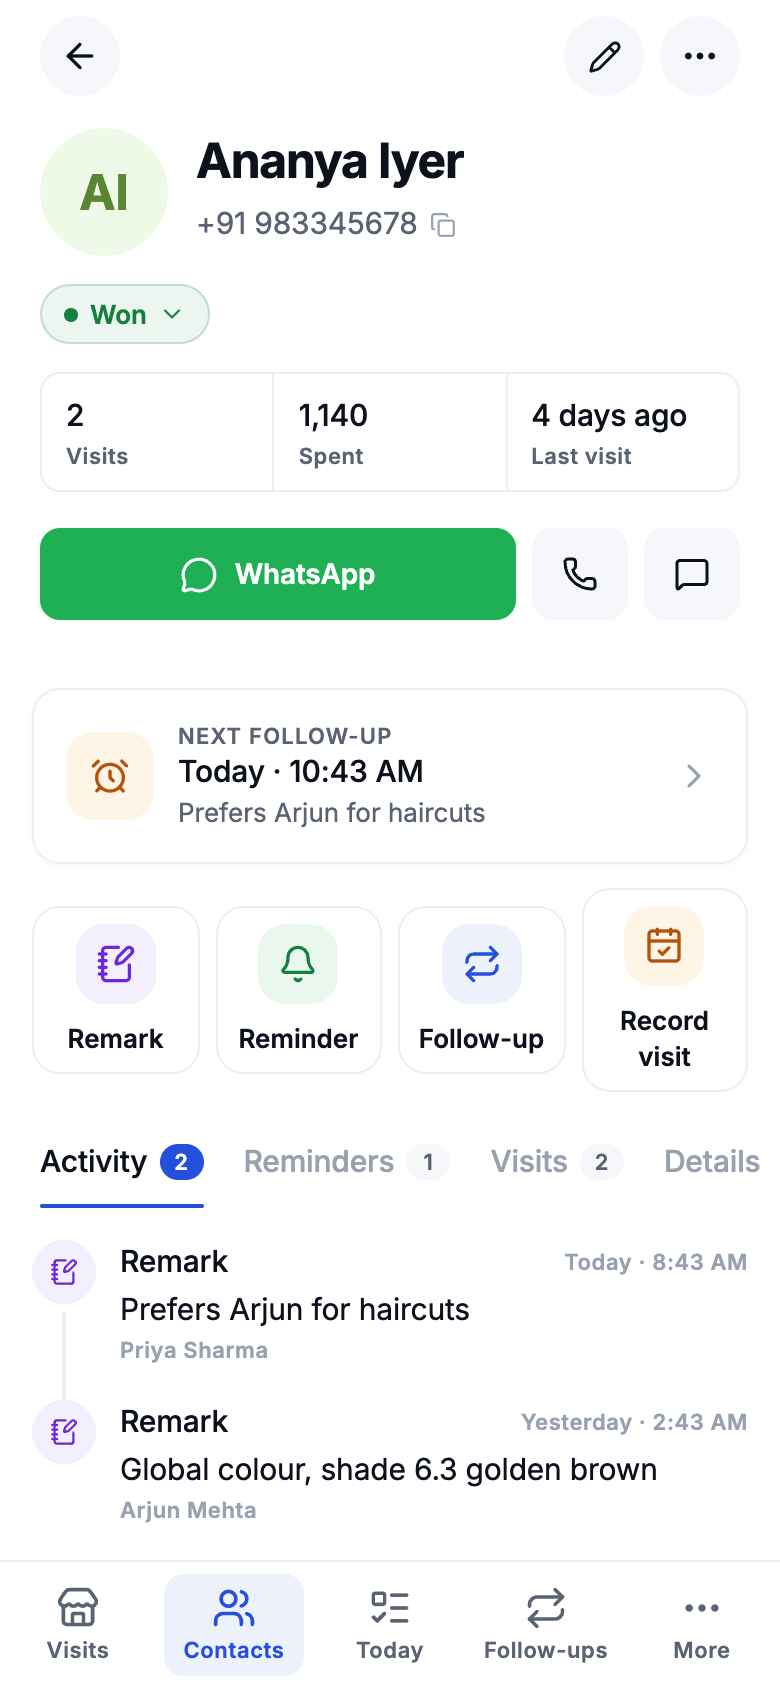 AI
Ananya Iyer
+91 983345678
Won
2
Visits
1,140
Spent
4 days ago
Last visit
WhatsApp
NEXT FOLLOW-UP
Today · 10:43 AM
Prefers Arjun for haircuts
Remark
Reminder
Follow-up
Record
visit
Activity 2 Reminders 1 Visits 2 Details
Remark Today · 8:43 AM
Prefers Arjun for haircuts
Priya Sharma
Remark Yesterday · 2:43 AM
Global colour, shade 6.3 golden brown
Arjun Mehta
Visits Contacts Today Follow-ups More